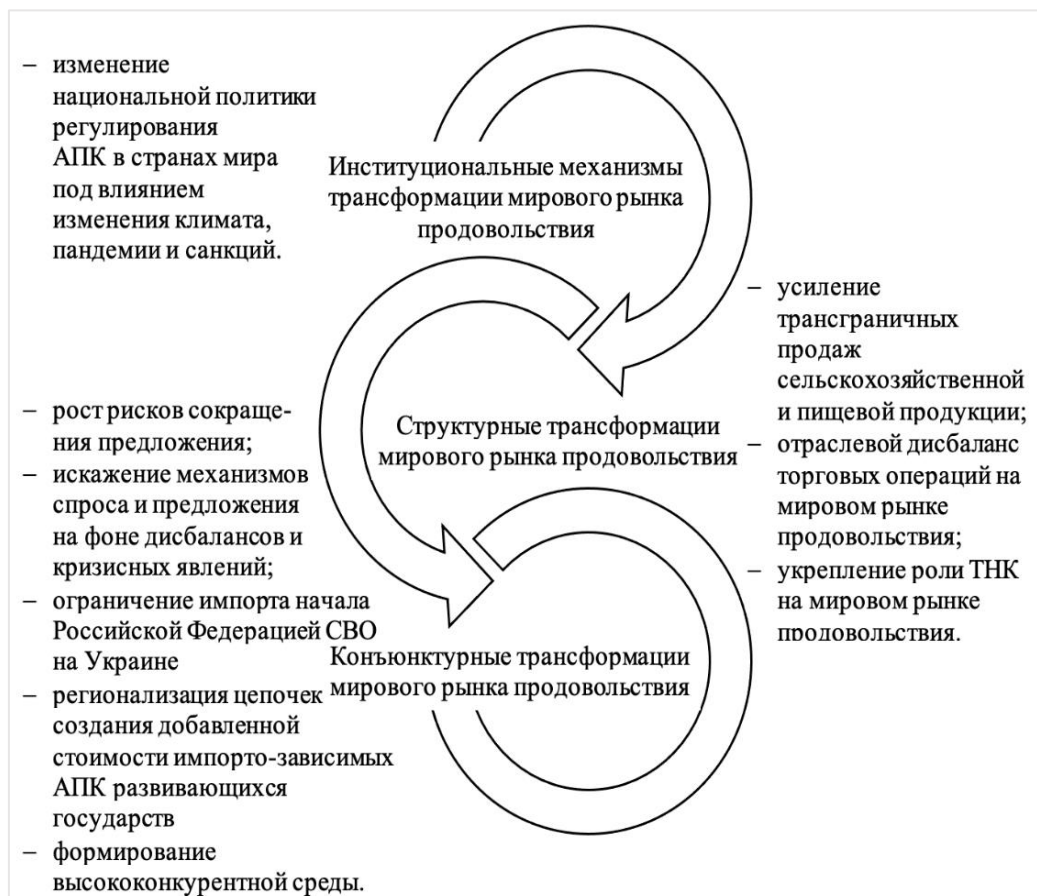 – изменение
национальной политики
регулирования
АПК в странах мира
под влиянием
изменения климата,
пандемии и санкций.
Институциональные механизмы
трансформации мирового рынка
продовольствия
– усиление
трансграничных
продаж
сельскохозяйственной
и пищевой продукции;
– отраслевой дисбаланс
торговых операций на
мировом рынке
продовольствия;
– укрепление роли ТНК
на мировом рынке
продовольствия.
Структурные трансформации
мирового рынка продовольствия
– рост рисков сокраще-
ния предложения;
– искажение механизмов
спроса и предложения
на фоне дисбалансов и
кризисных явлений;
– ограничение импорта начала
Российской Федерацией СВО
на Украине
– регионализация цепочек
создания добавленной
стоимости импорто-зависимых
АПК развивающихся
государств
– формирование
высококонкурентной среды.
Конъюнктурные трансформации
мирового рынка продовольствия